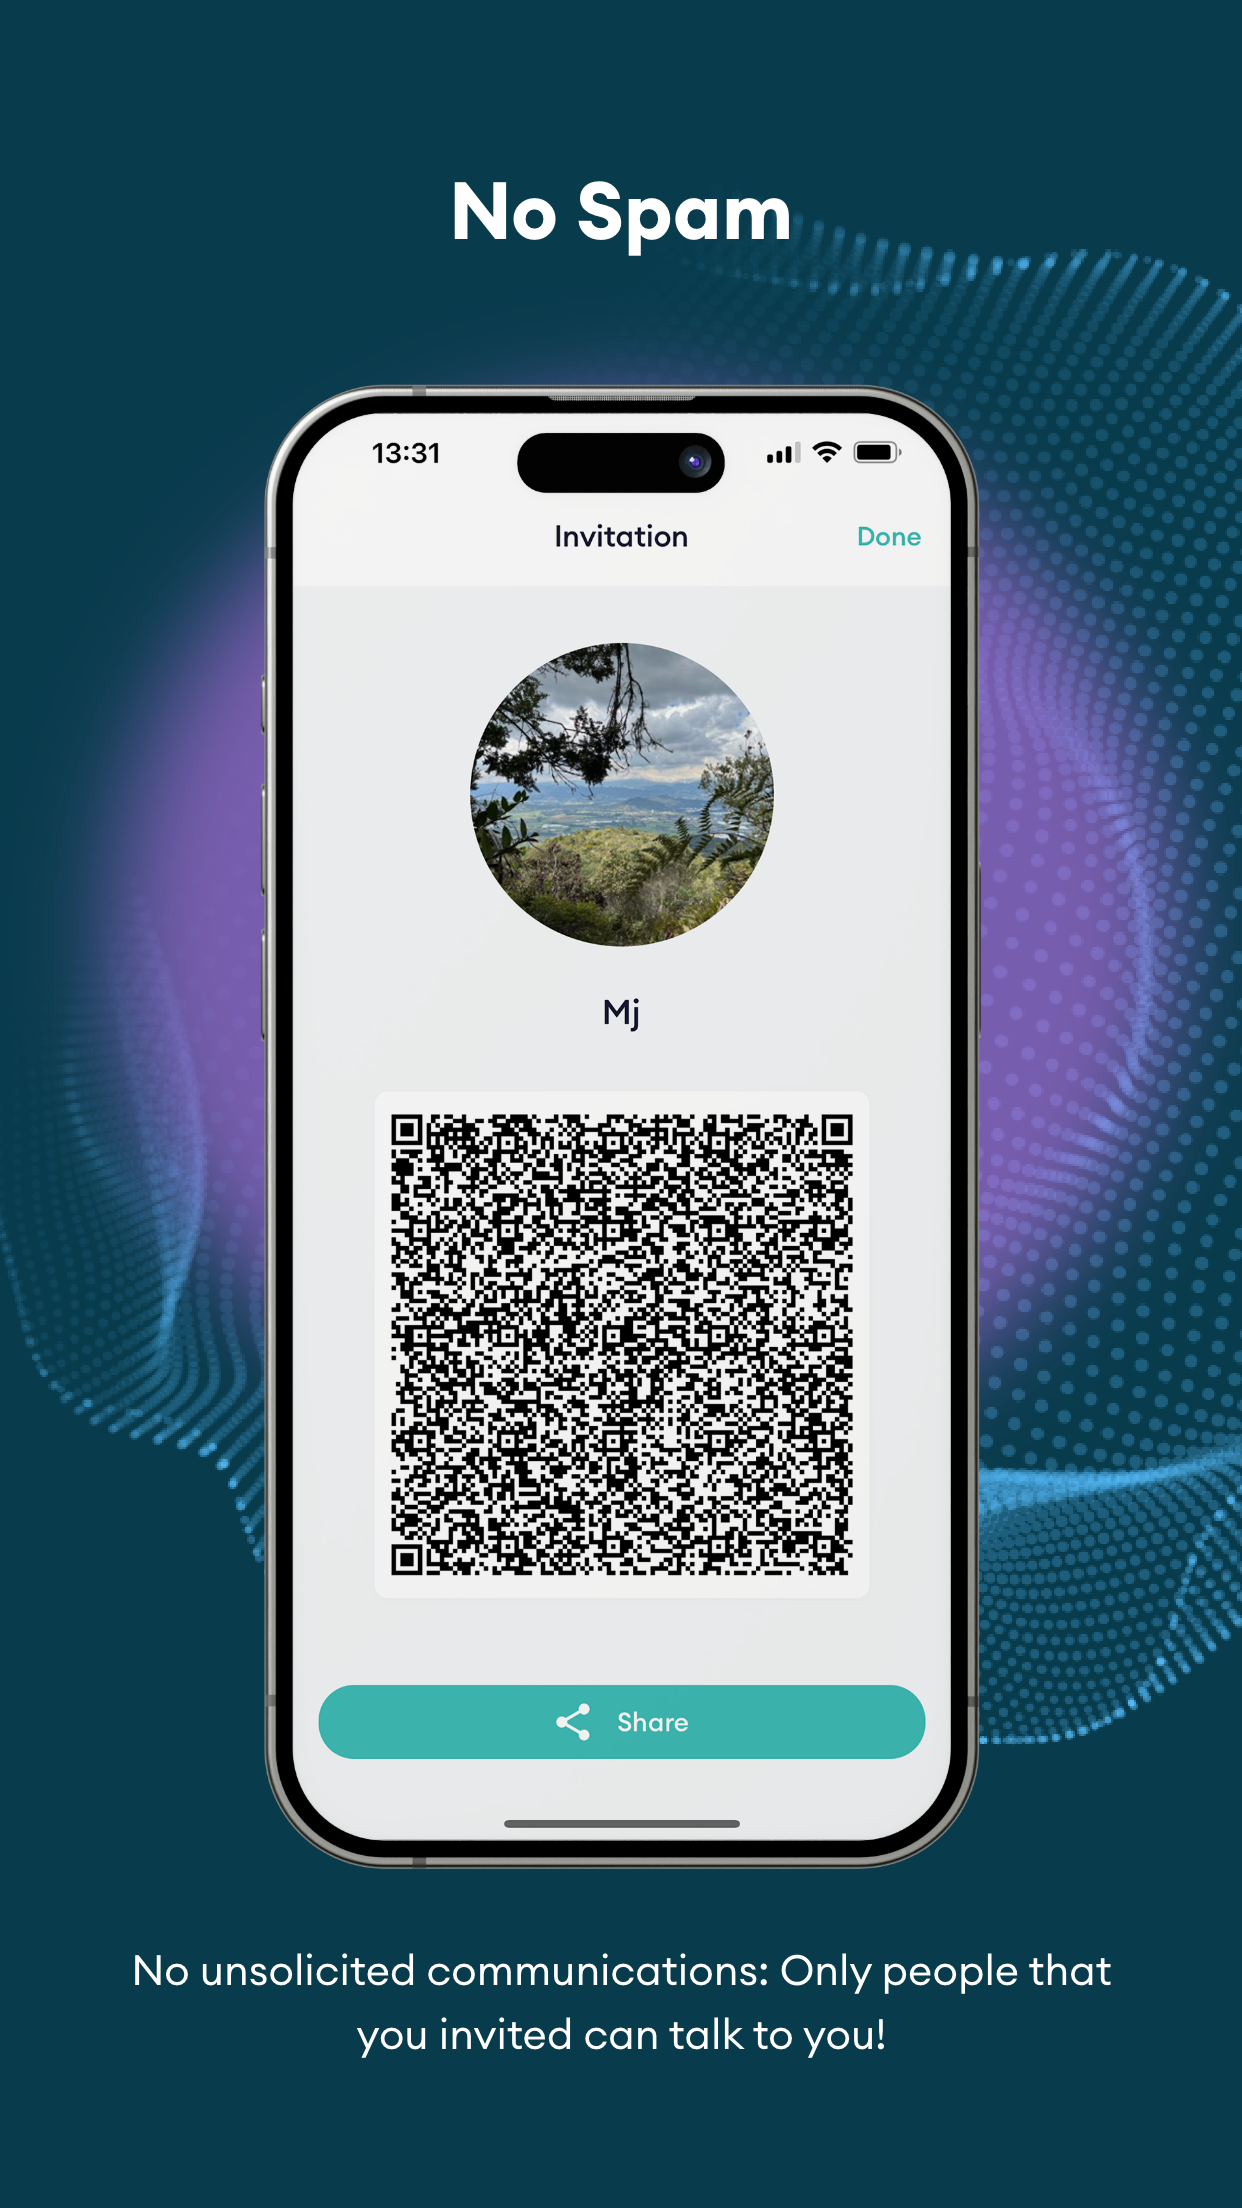 No Spam
13:31
Invitation
Done
Mj
Share
No unsolicited communications: Only people that
you invited can talk to you!